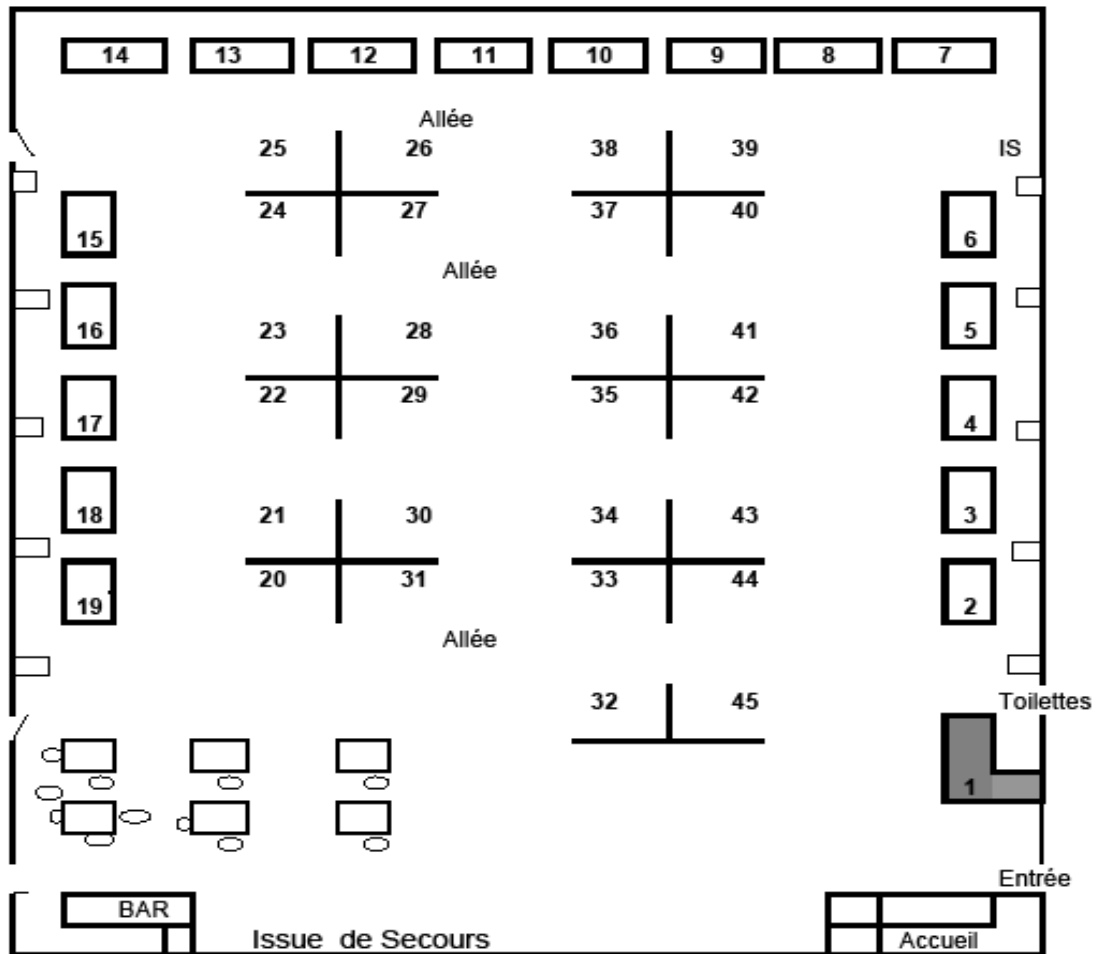 14 13 12 11 10 9 8 7
Allée
25 26 38 39 IS
24 27 37 40
15 6
Allée
23 28 36 41
16 5
22 29 35 42
17 4
21 30 34 43
18 3
20 31 33 44
19 2
Allée
32 45 Toilettes
1
Entrée
BAR
Issue de Secours Accueil